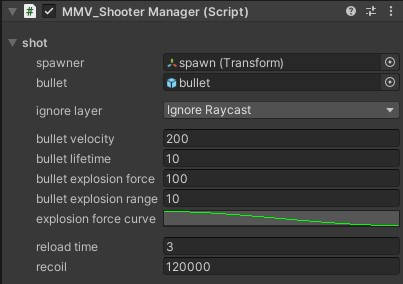 # MMV_Shooter Manager (Script)
shot
spawner spawn (Transform)
bullet bullet
ignore layer Ignore Raycast
bullet velocity 200
bullet lifetime 10
bullet explosion force 100
bullet explosion range 10
explosion force curve
reload time 3
recoil 120000